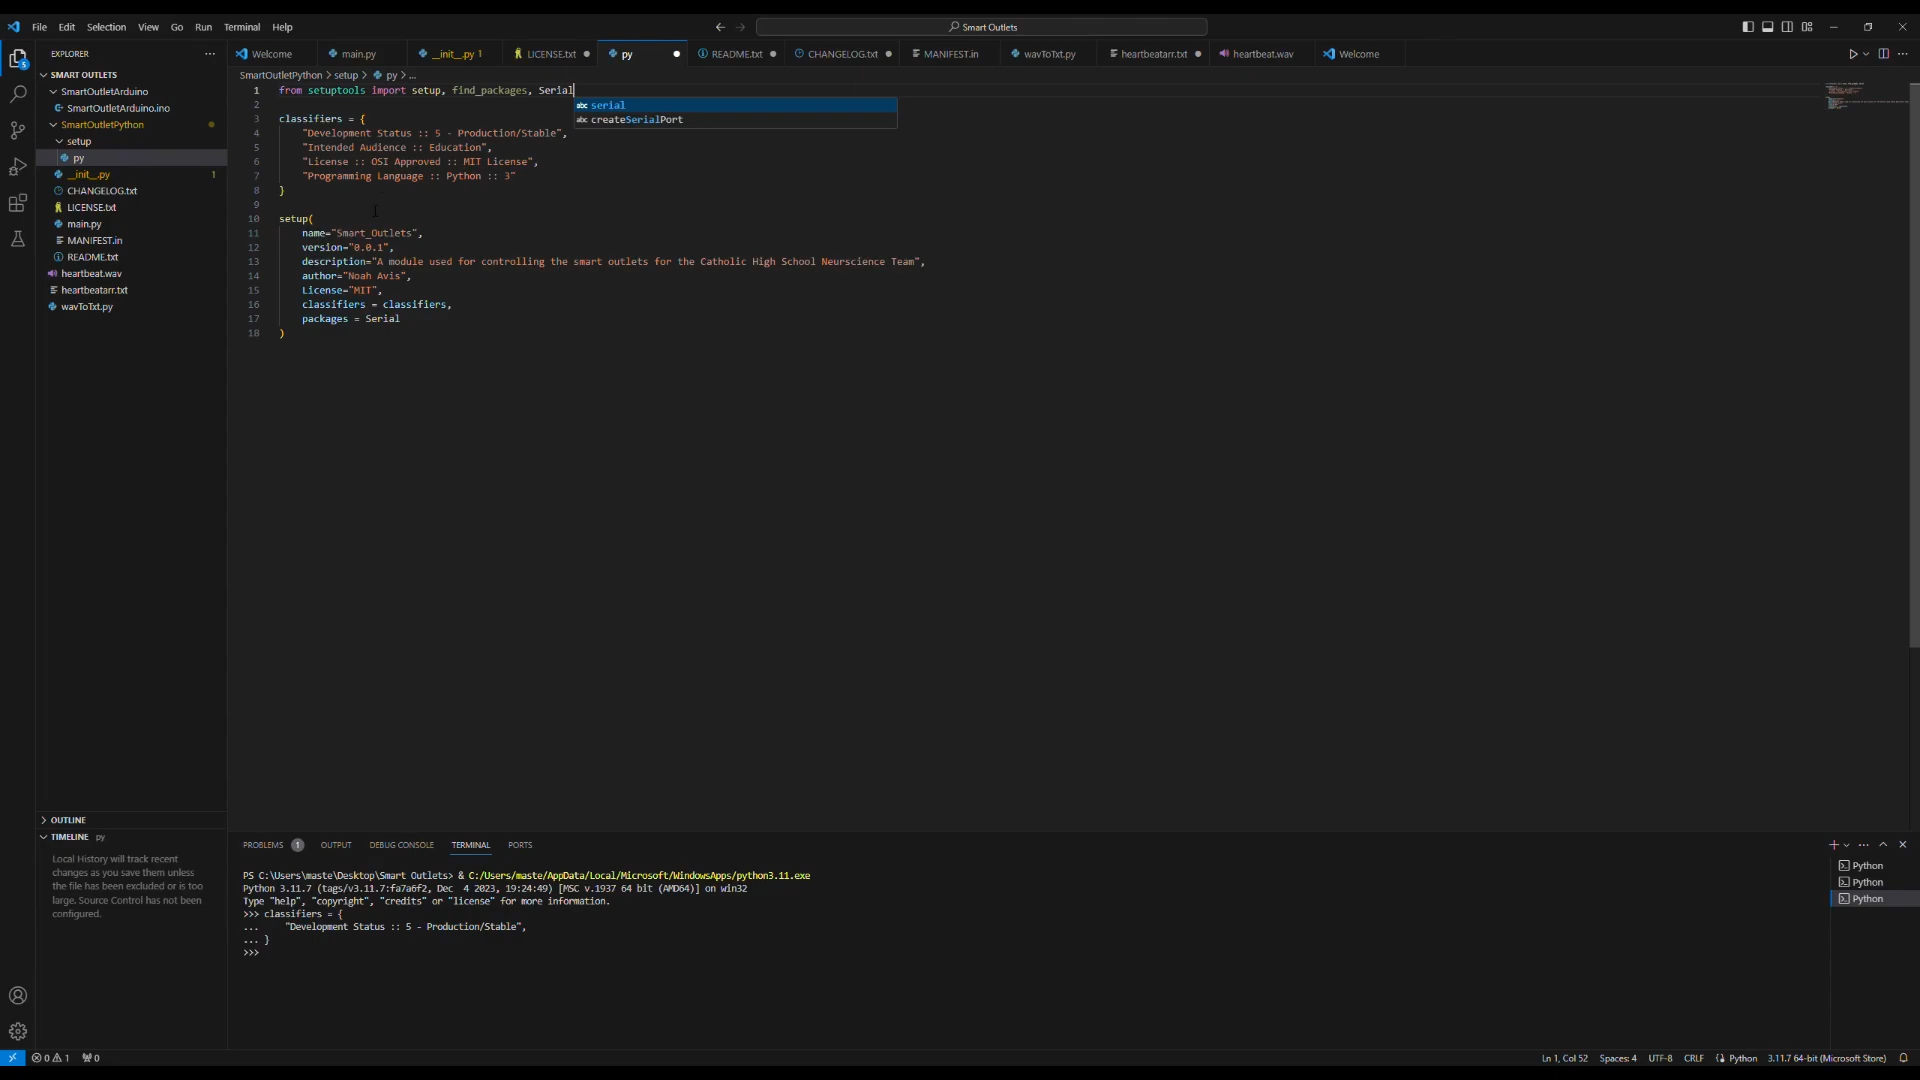 File Edit Selection View Go Run Terminal Help
Smart Outlets
EXPLORER
SMART OUTLETS
SmartOutletArduino
SmartOutletArduino.ino
SmartOutletPython
setup
py
__init__.py 1
CHANGELOG.txt
LICENSE.txt
main.py
MANIFEST.in
README.txt
heartbeat.wav
heartbeatarr.txt
wavToTxt.py
5
Welcome main.py __init__.py 1 LICENSE.txt py README.txt CHANGELOG.txt MANIFEST.in wavToTxt.py heartbeatarr.txt heartbeat.wav Welcome
SmartOutletPython > setup > py > ...
1 from setuptools import setup, find_packages, Serial
serial
createSerialPort
2
3 classifiers = {
4 "Development Status :: 5 - Production/Stable",
5 "Intended Audience :: Education",
6 "License :: OSI Approved :: MIT License",
7 "Programming Language :: Python :: 3"
8 }
9
10 setup(
11 name="Smart_Outlets",
12 version="0.0.1",
13 description="A module used for controlling the smart outlets for the Catholic High School Neurscience Team",
14 author="Noah Avis",
15 License="MIT",
16 classifiers = classifiers,
17 packages = Serial
18 )
OUTLINE
TIMELINE py
Local History will track recent
changes as you save them unless
the file has been excluded or is too
large. Source Control has not been
configured.
PROBLEMS 1 OUTPUT DEBUG CONSOLE TERMINAL PORTS
PS C:\Users\maste\Desktop\Smart Outlets> & C:/Users/maste/AppData/Local/Microsoft/WindowsApps/python3.11.exe
Python 3.11.7 (tags/v3.11.7:fa7a6f2, Dec  4 2023, 19:24:49) [MSC v.1937 64 bit (AMD64)] on win32
Type "help", "copyright", "credits" or "license" for more information.
>>> classifiers = {
...     "Development Status :: 5 - Production/Stable",
... }
>>>
Python
Python
Python
0 1 0
Ln 1, Col 52 Spaces: 4 UTF-8 CRLF Python 3.11.7 64-bit (Microsoft Store)